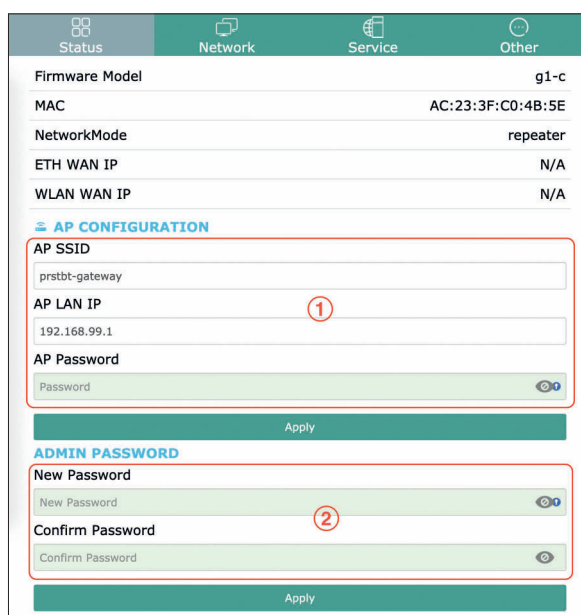 Status Network Service Other
Firmware Model g1-c
MAC AC:23:3F:C0:4B:5E
NetworkMode repeater
ETH WAN IP N/A
WLAN WAN IP N/A
AP CONFIGURATION
AP SSID
prstbt-gateway
AP LAN IP
①
192.168.99.1
AP Password
Password
Apply
ADMIN PASSWORD
New Password
New Password
②
Confirm Password
Confirm Password
Apply